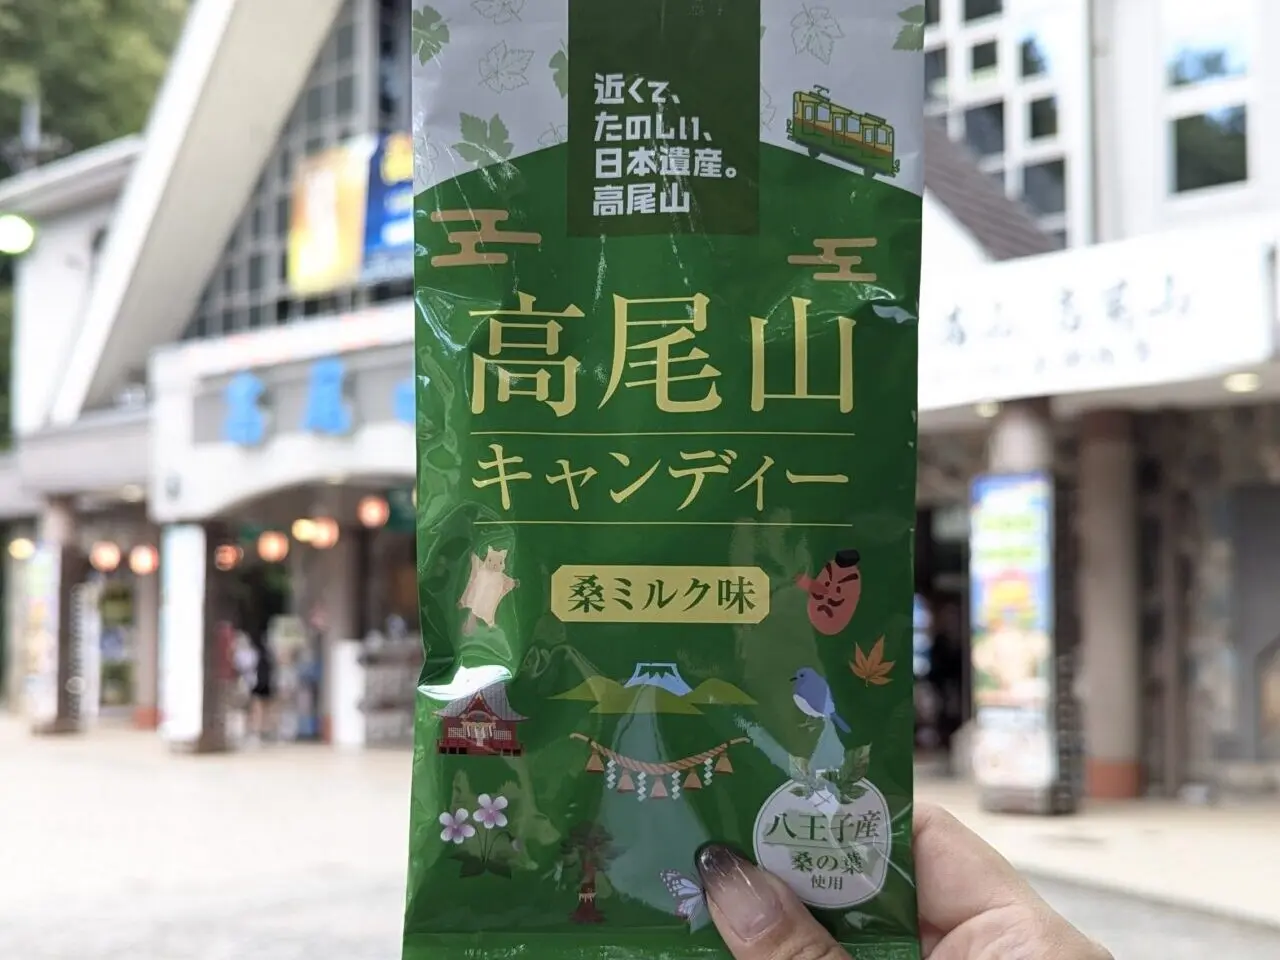 近くて、
たのしい、
日本遺産。
高尾山
高尾山
キャンディー
桑ミルク味
八王子産
桑の葉
使用